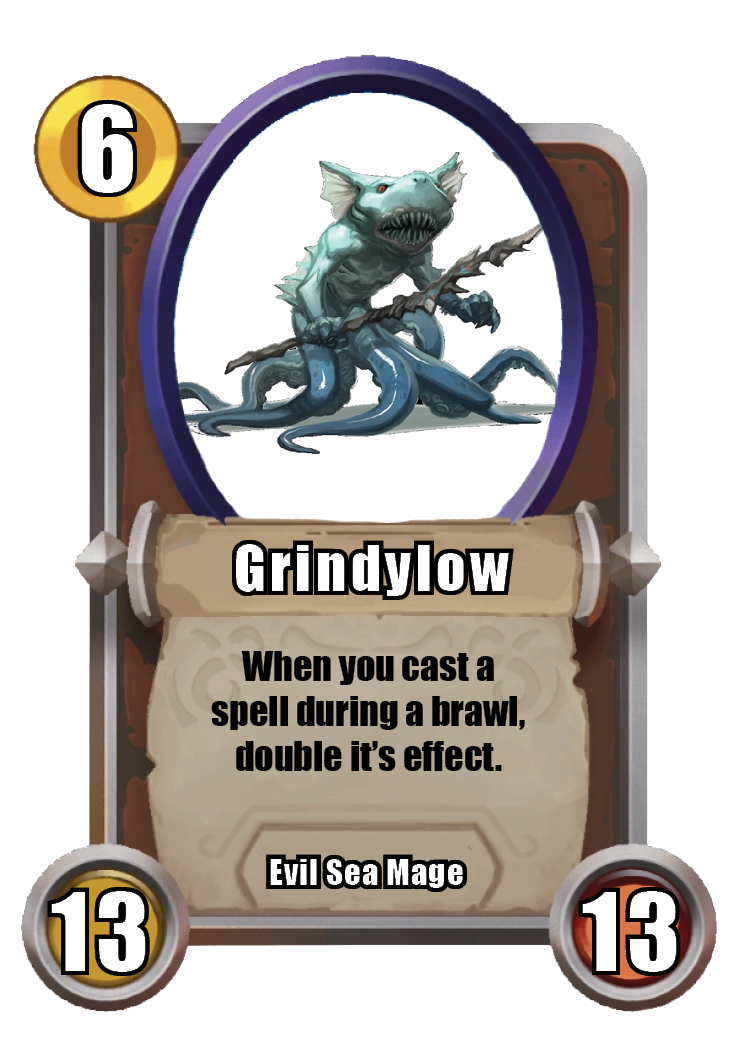 6
Grindylow
When you cast a
spell during a brawl,
double it’s effect.
Evil Sea Mage
13
13